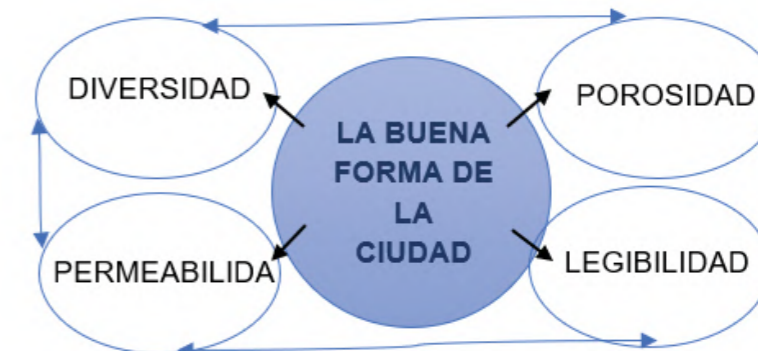 DIVERSIDAD
POROSIDAD
LA BUENA
FORMA DE
LA
CIUDAD
PERMEABILIDA
LEGIBILIDAD